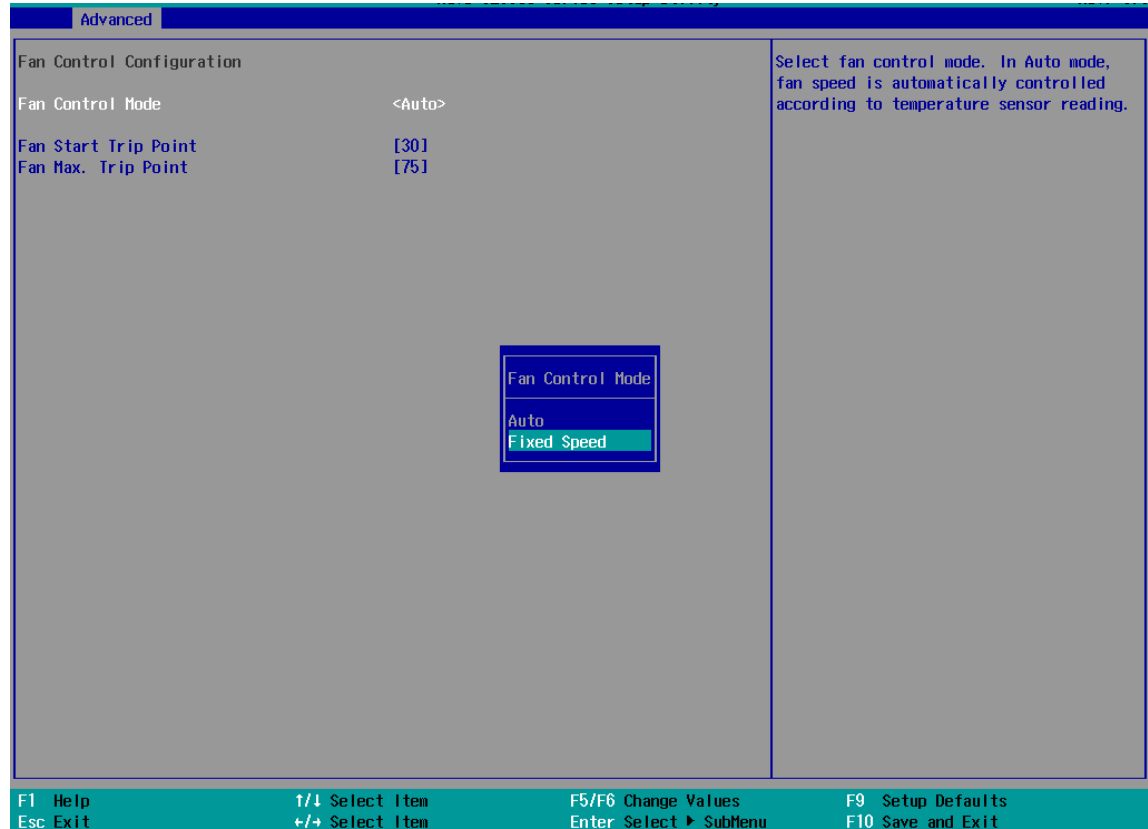 Advanced
Fan Control Configuration
Fan Control Mode <Auto>
Fan Start Trip Point [30]
Fan Max. Trip Point [75]
Select fan control mode. In Auto mode,
fan speed is automatically controlled
according to temperature sensor reading.
Fan Control Mode
Auto
Fixed Speed
F1 Help ↑/↓ Select Item F5/F6 Change Values F9 Setup Defaults
Esc Exit ←/→ Select Item Enter Select ▶ SubMenu F10 Save and Exit